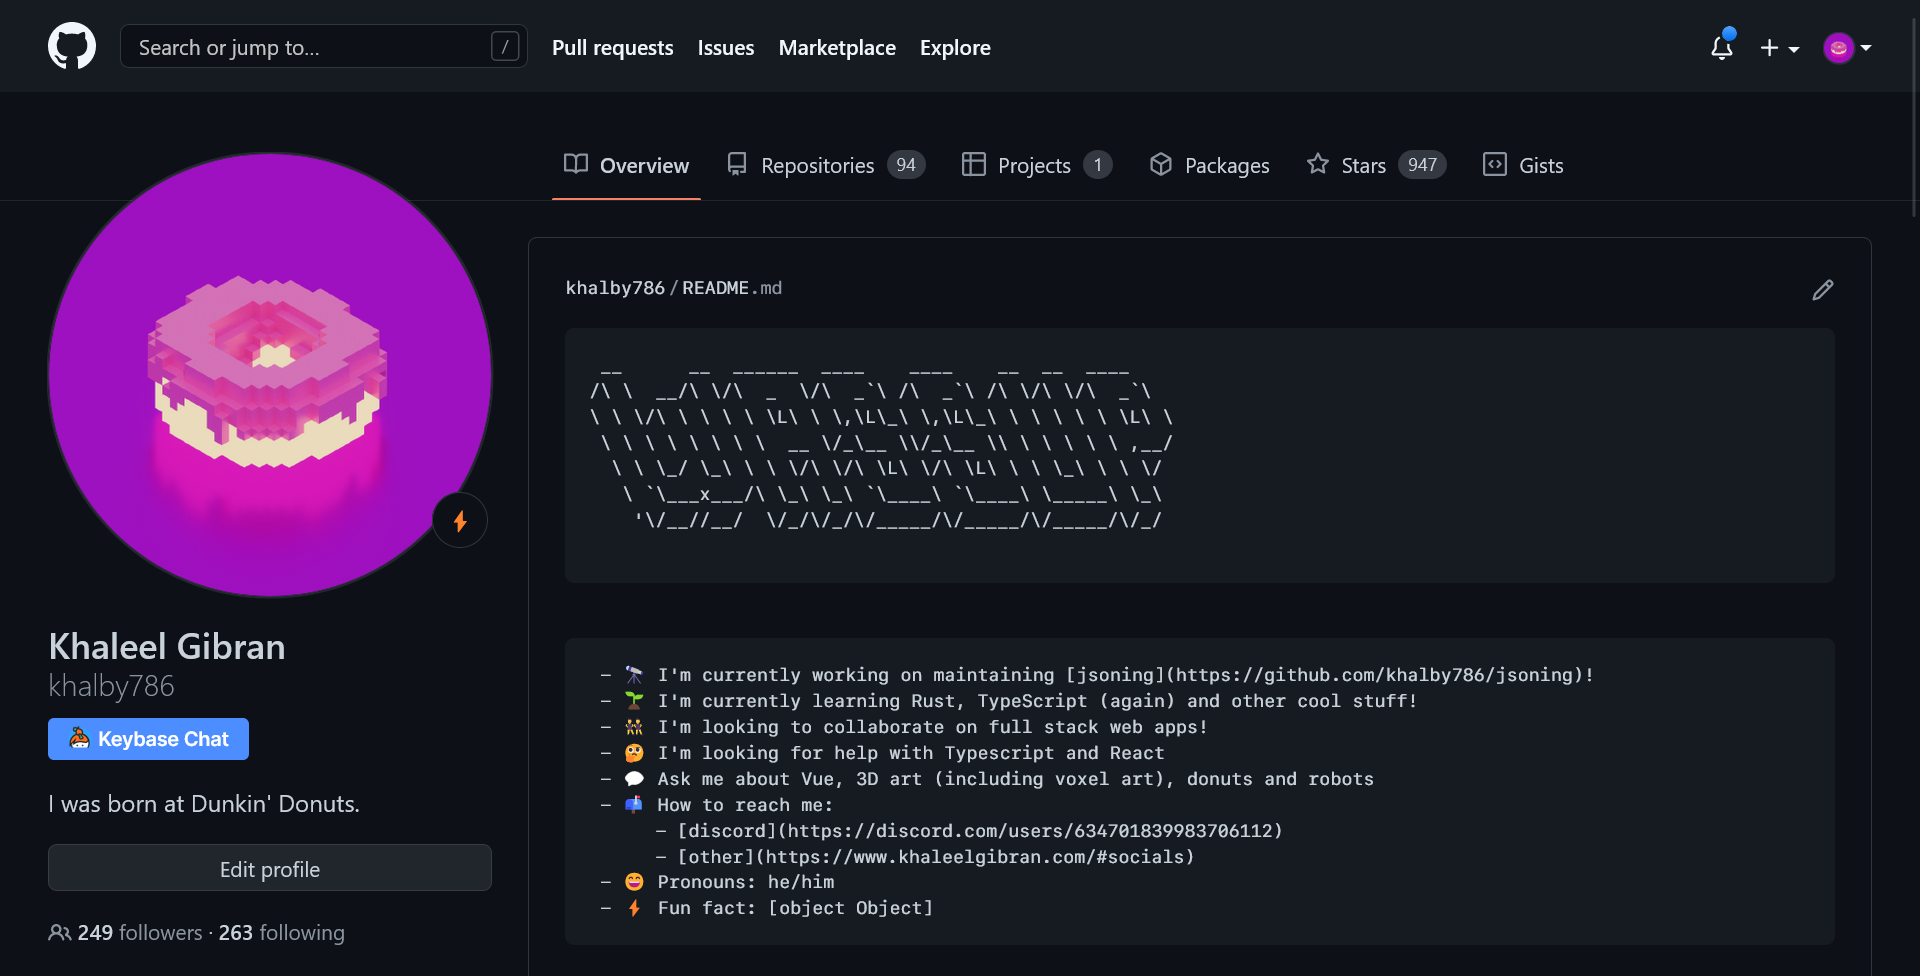 Search or jump to...
/
Pull requests
Issues
Marketplace
Explore
Overview
Repositories 94
Projects 1
Packages
Stars 947
Gists
khalby786/README.md
 __      __  ______  ____    ____    __  __  ____
/\ \  __/\ \/\  _  \/\  _`\ /\  _`\ /\ \/\ \/\  _`\
\ \ \/\ \ \ \ \ \L\ \ \,\L\_\ \,\L\_\ \ \ \ \ \ \L\ \
 \ \ \ \ \ \ \ \  __ \/_\__ \\/_\__ \\ \ \ \ \ \ ,__/
  \ \ \_/ \_\ \ \ \/\ \/\ \L\ \/\ \L\ \ \ \_\ \ \ \/
   \ `\___x___/\ \_\ \_\ `\____\ `\____\ \_____\ \_\
    '\/__//__/  \/_/\/_/\/_____/\/_____/\/_____/\/_/
- 🔭 I'm currently working on maintaining [jsoning](https://github.com/khalby786/jsoning)!
- 🌱 I'm currently learning Rust, TypeScript (again) and other cool stuff!
- 👯 I'm looking to collaborate on full stack web apps!
- 🤔 I'm looking for help with Typescript and React
- 💬 Ask me about Vue, 3D art (including voxel art), donuts and robots
- 📫 How to reach me:
- [discord](https://discord.com/users/634701839983706112)
- [other](https://www.khaleelgibran.com/#socials)
- 😄 Pronouns: he/him
- ⚡ Fun fact: [object Object]
Khaleel Gibran
khalby786
Keybase Chat
I was born at Dunkin' Donuts.
Edit profile
249 followers · 263 following